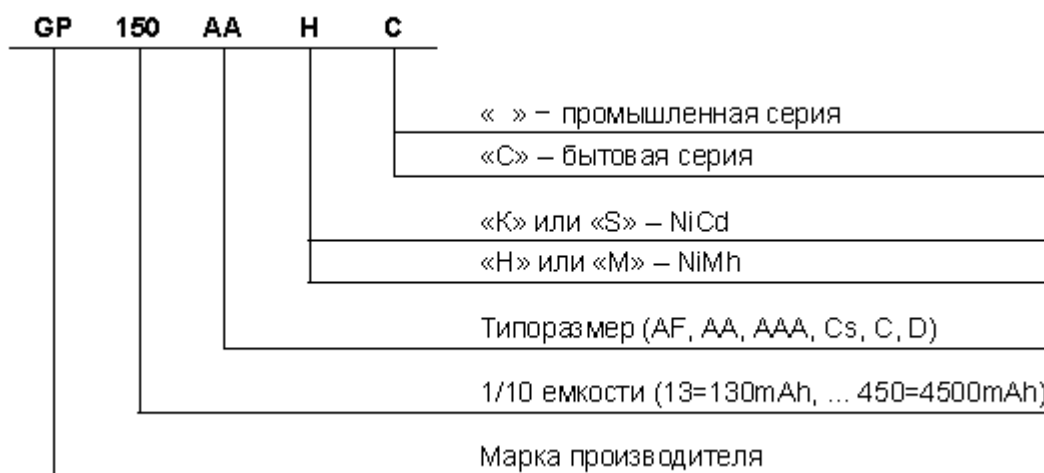 GP 150 AA H C
« » – промышленная серия
«С» – бытовая серия
«К» или «S» – NiCd
«Н» или «М» – NiMh
Типоразмер (AF, AA, AAA, Cs, C, D)
1/10 емкости (13=130mAh, ... 450=4500mAh)
Марка производителя